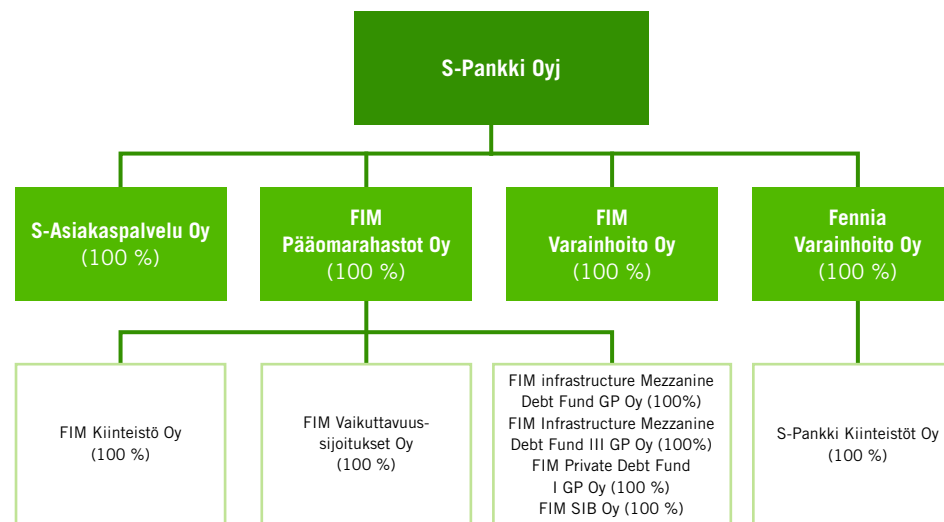 S-Pankki Oyj
S-Asiakaspalvelu Oy
(100 %)
FIM
Pääomarahastot Oy
(100 %)
FIM
Varainhoito Oy
(100 %)
Fennia
Varainhoito Oy
(100 %)
FIM Kiinteistö Oy
(100 %)
FIM Vaikuttavuus-
sijoitukset Oy
(100 %)
FIM infrastructure Mezzanine
Debt Fund GP Oy (100%)
FIM Infrastructure Mezzanine
Debt Fund III GP Oy (100%)
FIM Private Debt Fund
I GP Oy (100 %)
FIM SIB Oy (100 %)
S-Pankki Kiinteistöt Oy
(100 %)